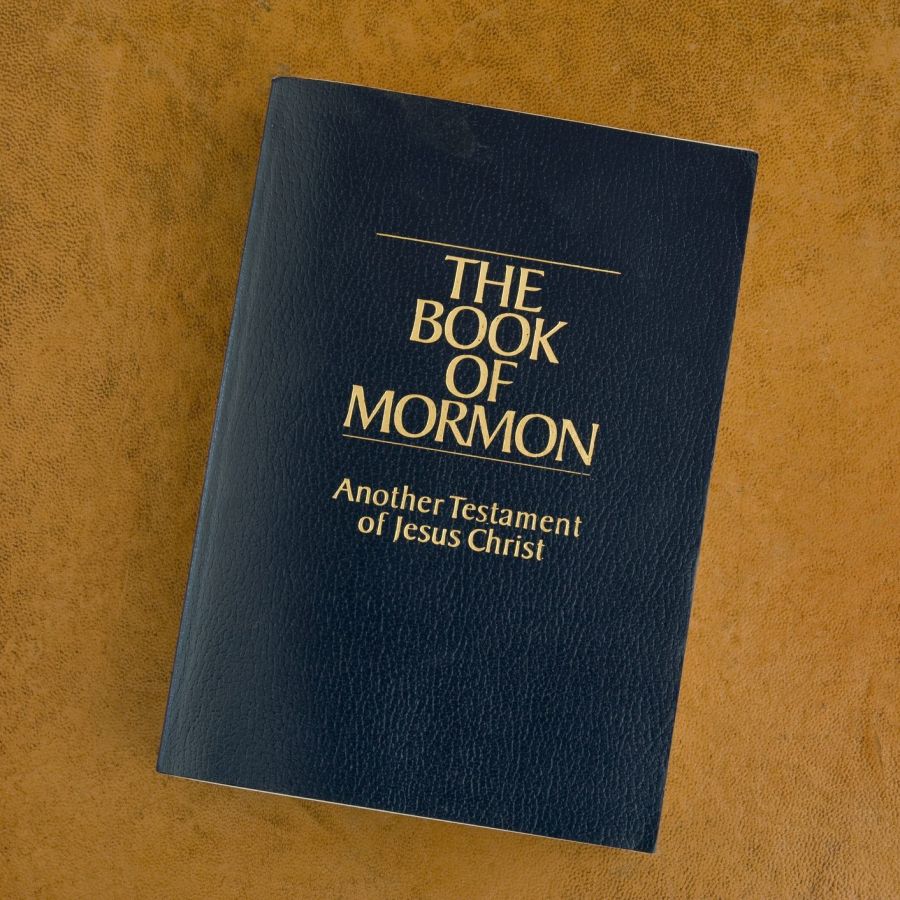 THE
BOOK
OF
MORMON
Another Testament
of Jesus Christ